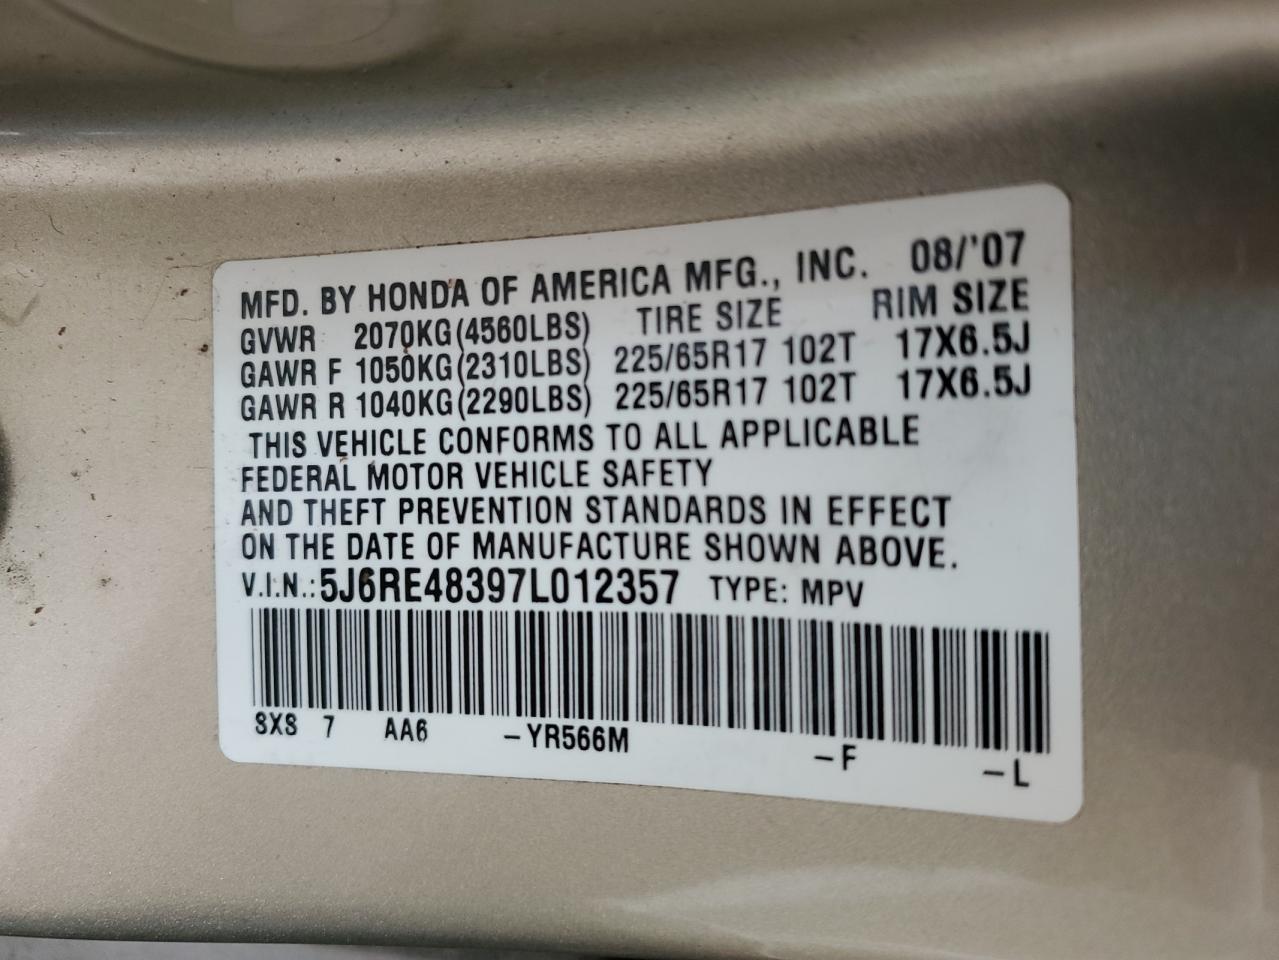 MFD. BY HONDA OF AMERICA MFG., INC. 08/'07
GVWR 2070KG(4560LBS) TIRE SIZE RIM SIZE
GAWR F 1050KG(2310LBS) 225/65R17 102T 17X6.5J
GAWR R 1040KG(2290LBS) 225/65R17 102T 17X6.5J
THIS VEHICLE CONFORMS TO ALL APPLICABLE
FEDERAL MOTOR VEHICLE SAFETY
AND THEFT PREVENTION STANDARDS IN EFFECT
ON THE DATE OF MANUFACTURE SHOWN ABOVE.
V.I.N.:5J6RE48397L012357 TYPE: MPV
SXS 7 AA6 -YR566M -F -L